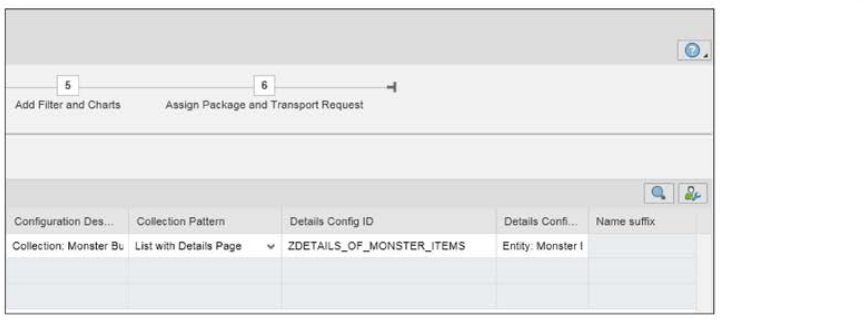 5 6
Add Filter and Charts Assign Package and Transport Request
Configuration Des... Collection Pattern Details Config ID Details Confi... Name suffix
Collection: Monster Bu List with Details Page ZDETAILS_OF_MONSTER_ITEMS Entity: Monster I